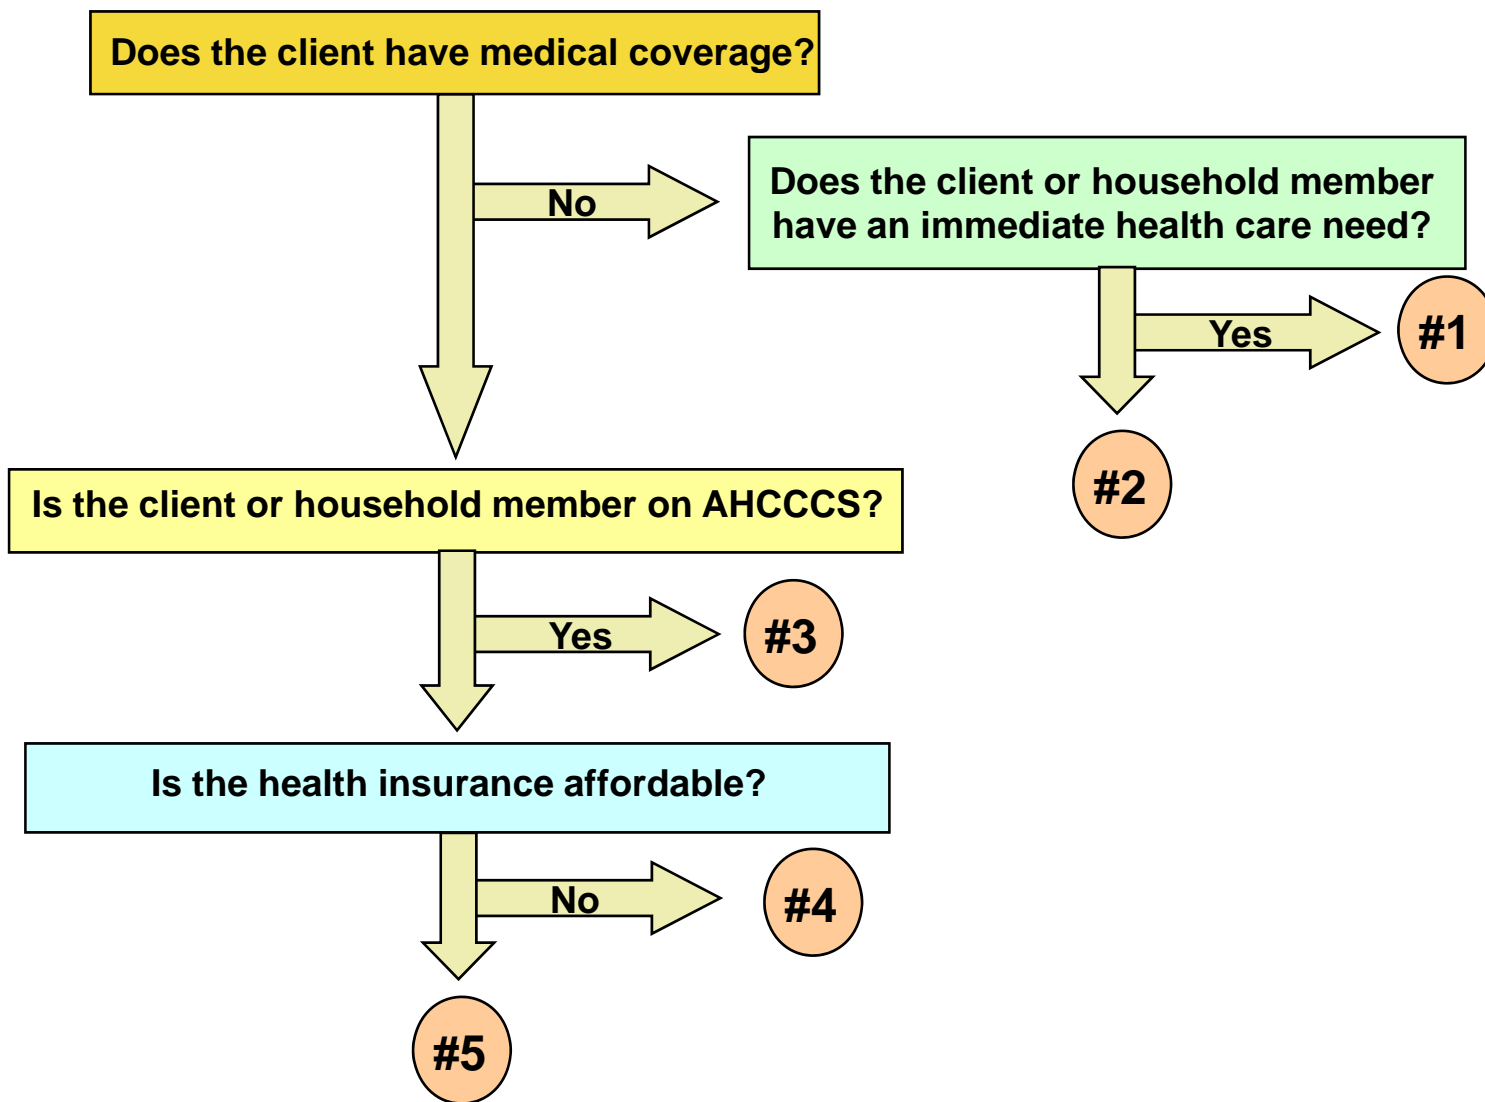 Does the client have medical coverage?
No
Does the client or household member
have an immediate health care need?
Yes
#1
#2
Is the client or household member on AHCCCS?
Yes
#3
Is the health insurance affordable?
No
#4
#5